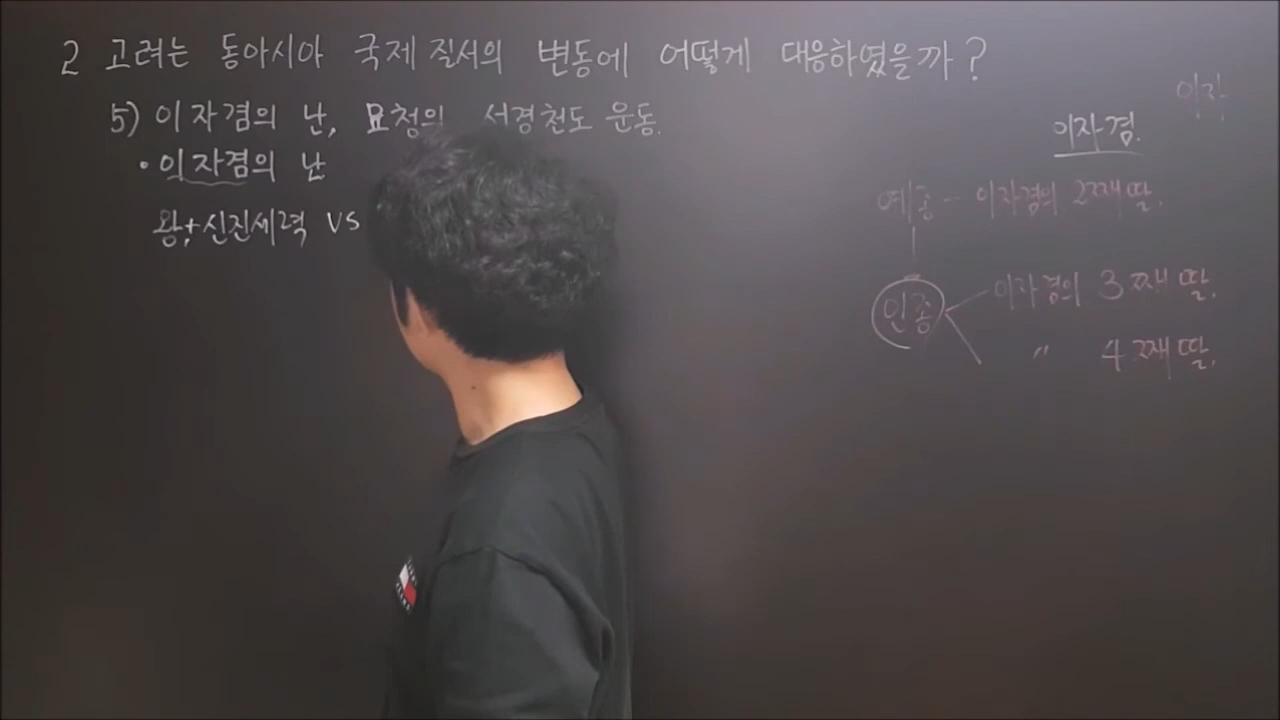 2 고려는 동아시아 국제 질서의 변동에 어떻게 대응하였을까?
5) 이자겸의 난, 묘청의 서경천도 운동.
• 이자겸의 난
왕+신진세력 VS
이자
이자겸.
예종 - 이자겸의 2째 딸.
인종
이자겸의 3째 딸.
〃 4째 딸.